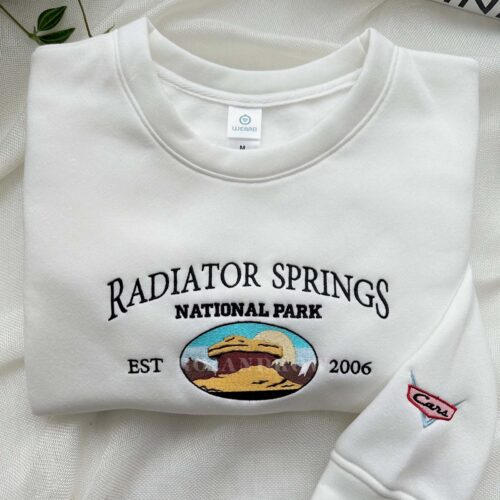 M
RADIATOR SPRINGS
NATIONAL PARK
EST 2006
Cars